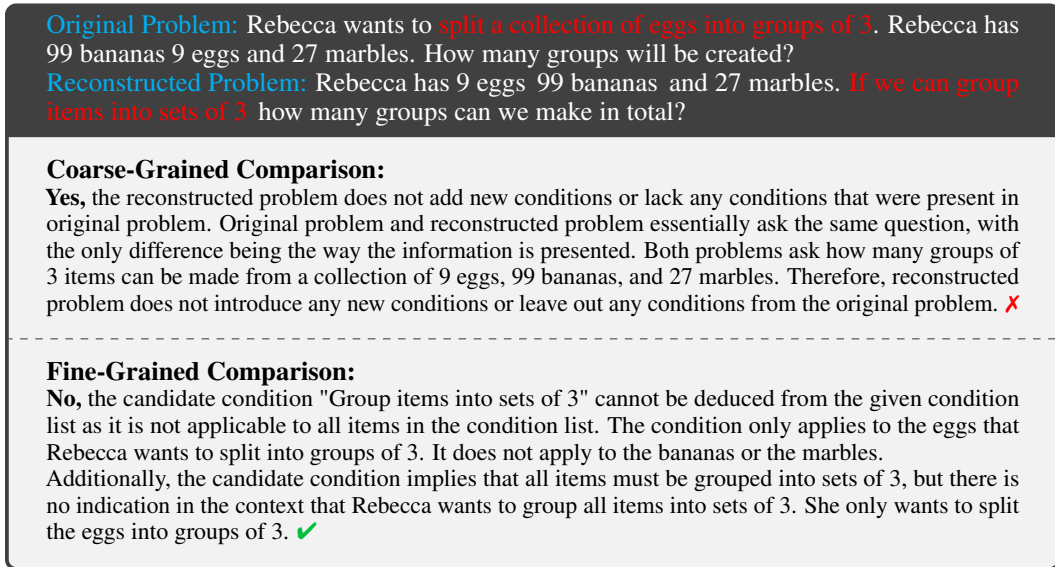 Original Problem: Rebecca wants to split a collection of eggs into groups of 3. Rebecca has
99 bananas 9 eggs and 27 marbles. How many groups will be created?
Reconstructed Problem: Rebecca has 9 eggs 99 bananas and 27 marbles. If we can group
items into sets of 3 how many groups can we make in total?
Coarse-Grained Comparison:
Yes, the reconstructed problem does not add new conditions or lack any conditions that were present in
original problem. Original problem and reconstructed problem essentially ask the same question, with
the only difference being the way the information is presented. Both problems ask how many groups of
3 items can be made from a collection of 9 eggs, 99 bananas, and 27 marbles. Therefore, reconstructed
problem does not introduce any new conditions or leave out any conditions from the original problem. ✗
Fine-Grained Comparison:
No, the candidate condition "Group items into sets of 3" cannot be deduced from the given condition
list as it is not applicable to all items in the condition list. The condition only applies to the eggs that
Rebecca wants to split into groups of 3. It does not apply to the bananas or the marbles.
Additionally, the candidate condition implies that all items must be grouped into sets of 3, but there is
no indication in the context that Rebecca wants to group all items into sets of 3. She only wants to split
the eggs into groups of 3. ✔